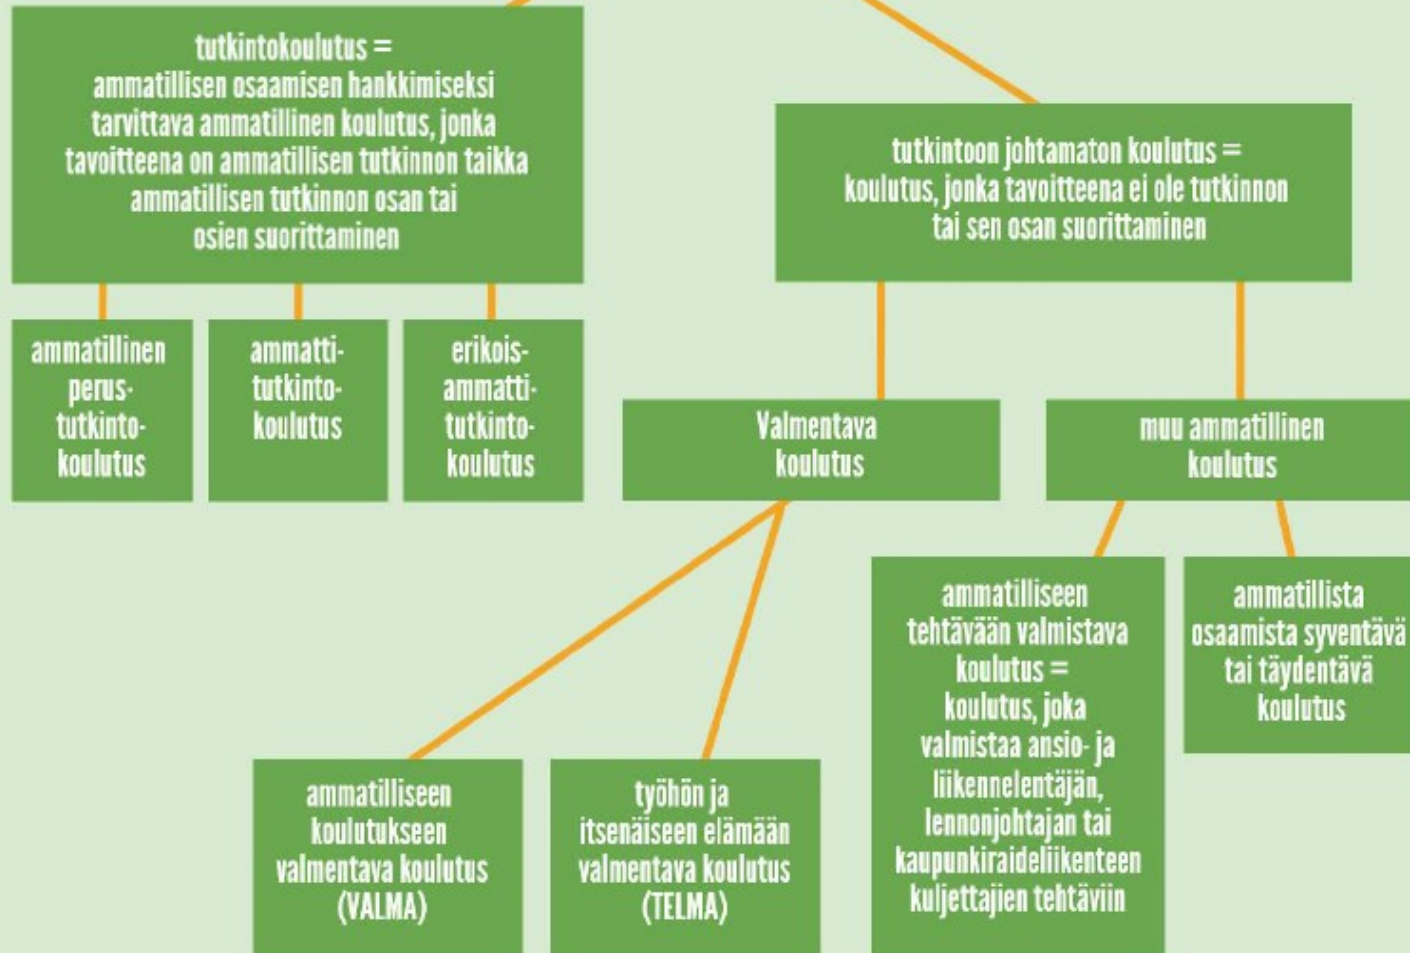 tutkintokoulutus =
ammatillisen osaamisen hankkimiseksi
tarvittava ammatillinen koulutus, jonka
tavoitteena on ammatillisen tutkinnon taikka
ammatillisen tutkinnon osan tai
osien suorittaminen
tutkintoon johtamaton koulutus =
koulutus, jonka tavoitteena ei ole tutkinnon
tai sen osan suorittaminen
ammatillinen
perus-
tutkinto-
koulutus
ammatti-
tutkinto-
koulutus
erikois-
ammatti-
tutkinto-
koulutus
Valmentava
koulutus
muu ammatillinen
koulutus
ammatilliseen
koulutukseen
valmentava koulutus
(VALMA)
työhön ja
itsenäiseen elämään
valmentava koulutus
(TELMA)
ammatilliseen
tehtävään valmistava
koulutus =
koulutus, joka
valmistaa ansio- ja
liikennelentäjän,
lennonjohtajan tai
kaupunkiraideliikenteen
kuljettajien tehtäviin
ammatillista
osaamista syventävä
tai täydentävä
koulutus